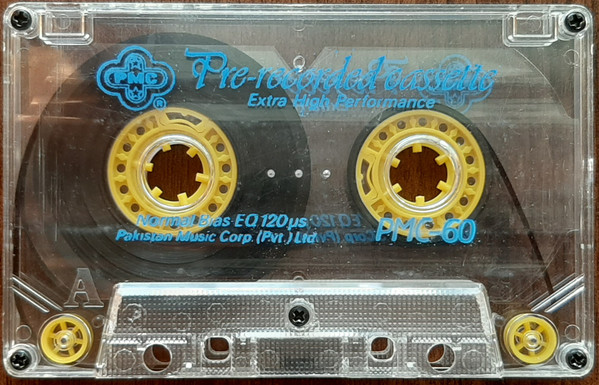 PMC
®
Pre-recorded cassette
Extra High Performance
Normal Bias·EQ 120 µs
Pakistan Music Corp. (Pvt.) Ltd.
PMC-60
A